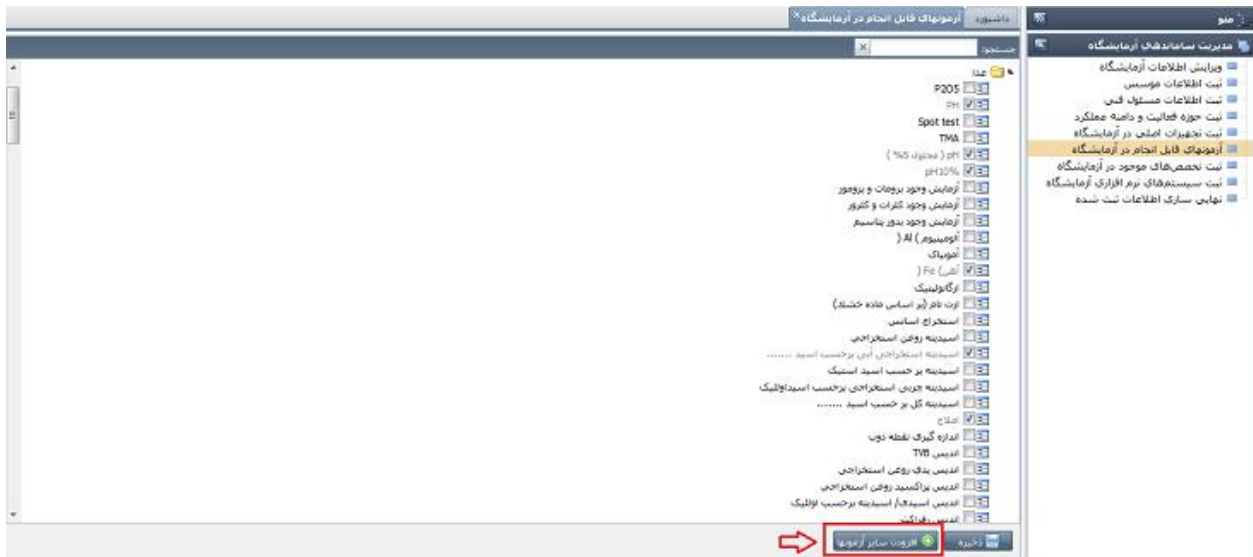 منو
داشبورد
آزمونهای قابل انجام در آزمایشگاه
مدیریت ساماندهی آزمایشگاه
ویرایش اطلاعات آزمایشگاه
ثبت اطلاعات موسس
ثبت اطلاعات مسئول فنی
ثبت حوزه فعالیت و دامنه عملکرد
ثبت تجهیزات اصلی در آزمایشگاه
آزمونهای قابل انجام در آزمایشگاه
ثبت تخصص‌های موجود در آزمایشگاه
ثبت سیستم‌های نرم افزاری آزمایشگاه
نهایی سازی اطلاعات ثبت شده
جستجو:
غذا
P2O5
PH
Spot test
TMA
pH ( محلول 5% )
pH10%
آزمایش وجود برومات و برومور
آزمایش وجود کلرات و کلرور
آزمایش وجود یدور پتاسیم
آلومینیوم ) Al (
آمونیاک
آهن) Fe (
ارگانولپتیک
ازت تام (بر اساس ماده خشک)
استخراج اسانس
اسیدیته روغن استخراجی
اسیدیته استخراجی آبی برحسب اسید .......
اسیدیته بر حسب اسید استیک
اسیدیته چربی استخراجی برحسب اسیداولئیک
اسیدیته کل بر حسب اسید .......
املاح
اندازه گیری نقطه ذوب
اندیس TVB
اندیس یدی روغن استخراجی
اندیس پراکسید روغن استخراجی
اندیس اسیدی/ اسیدیته برحسب اولئیک
اندیس رفراکتیو
ذخیره
افزودن سایر آزمونها